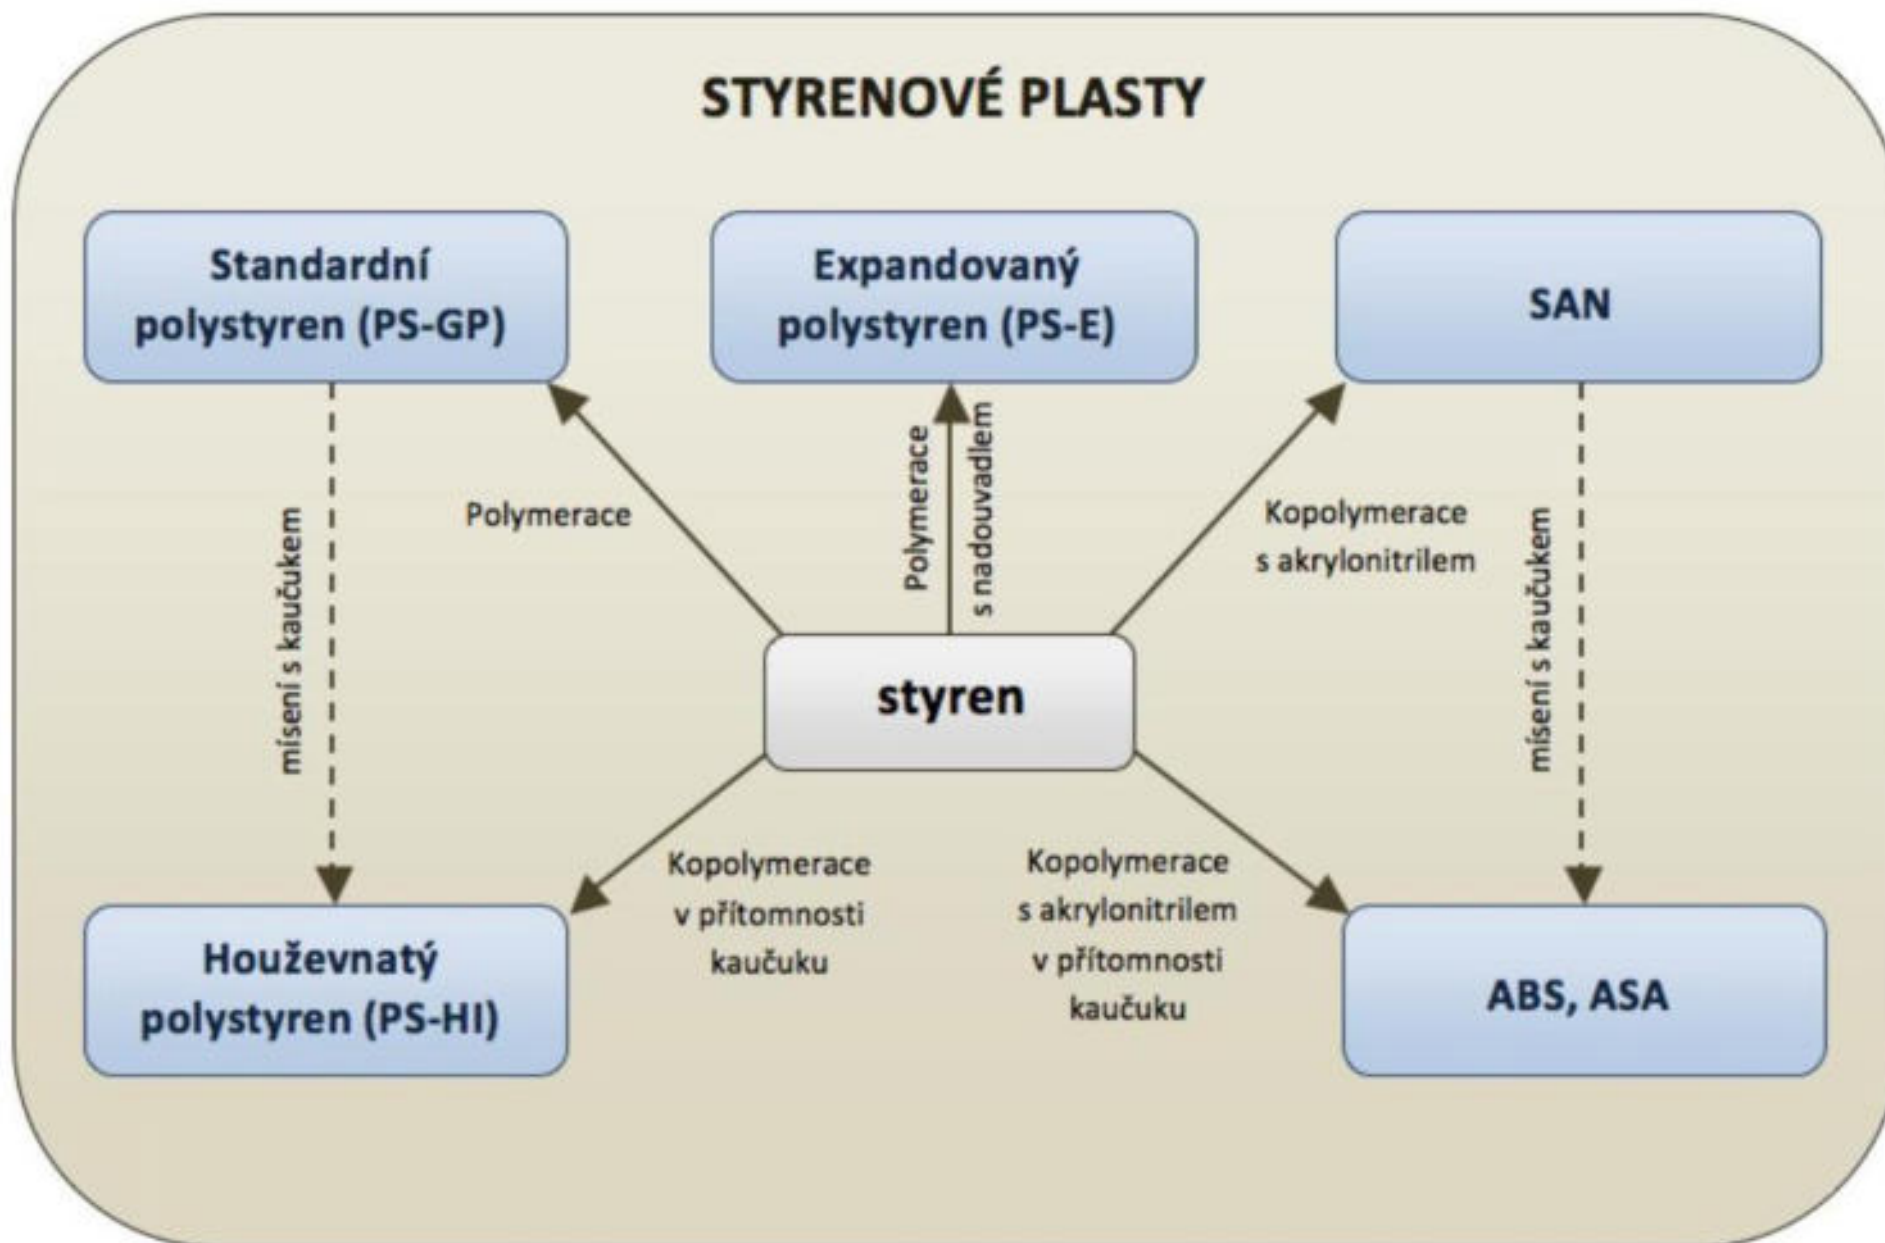 STYRENOVÉ PLASTY
Standardní
polystyren (PS-GP)
Expandovaný
polystyren (PS-E)
SAN
Polymerace
Polymerace
s nadouvadlem
Kopolymerace
s akrylonitrilem
mísení s kaučukem
mísení s kaučukem
styren
Kopolymerace
v přítomnosti
kaučuku
Kopolymerace
s akrylonitrilem
v přítomnosti
kaučuku
Houževnatý
polystyren (PS-HI)
ABS, ASA